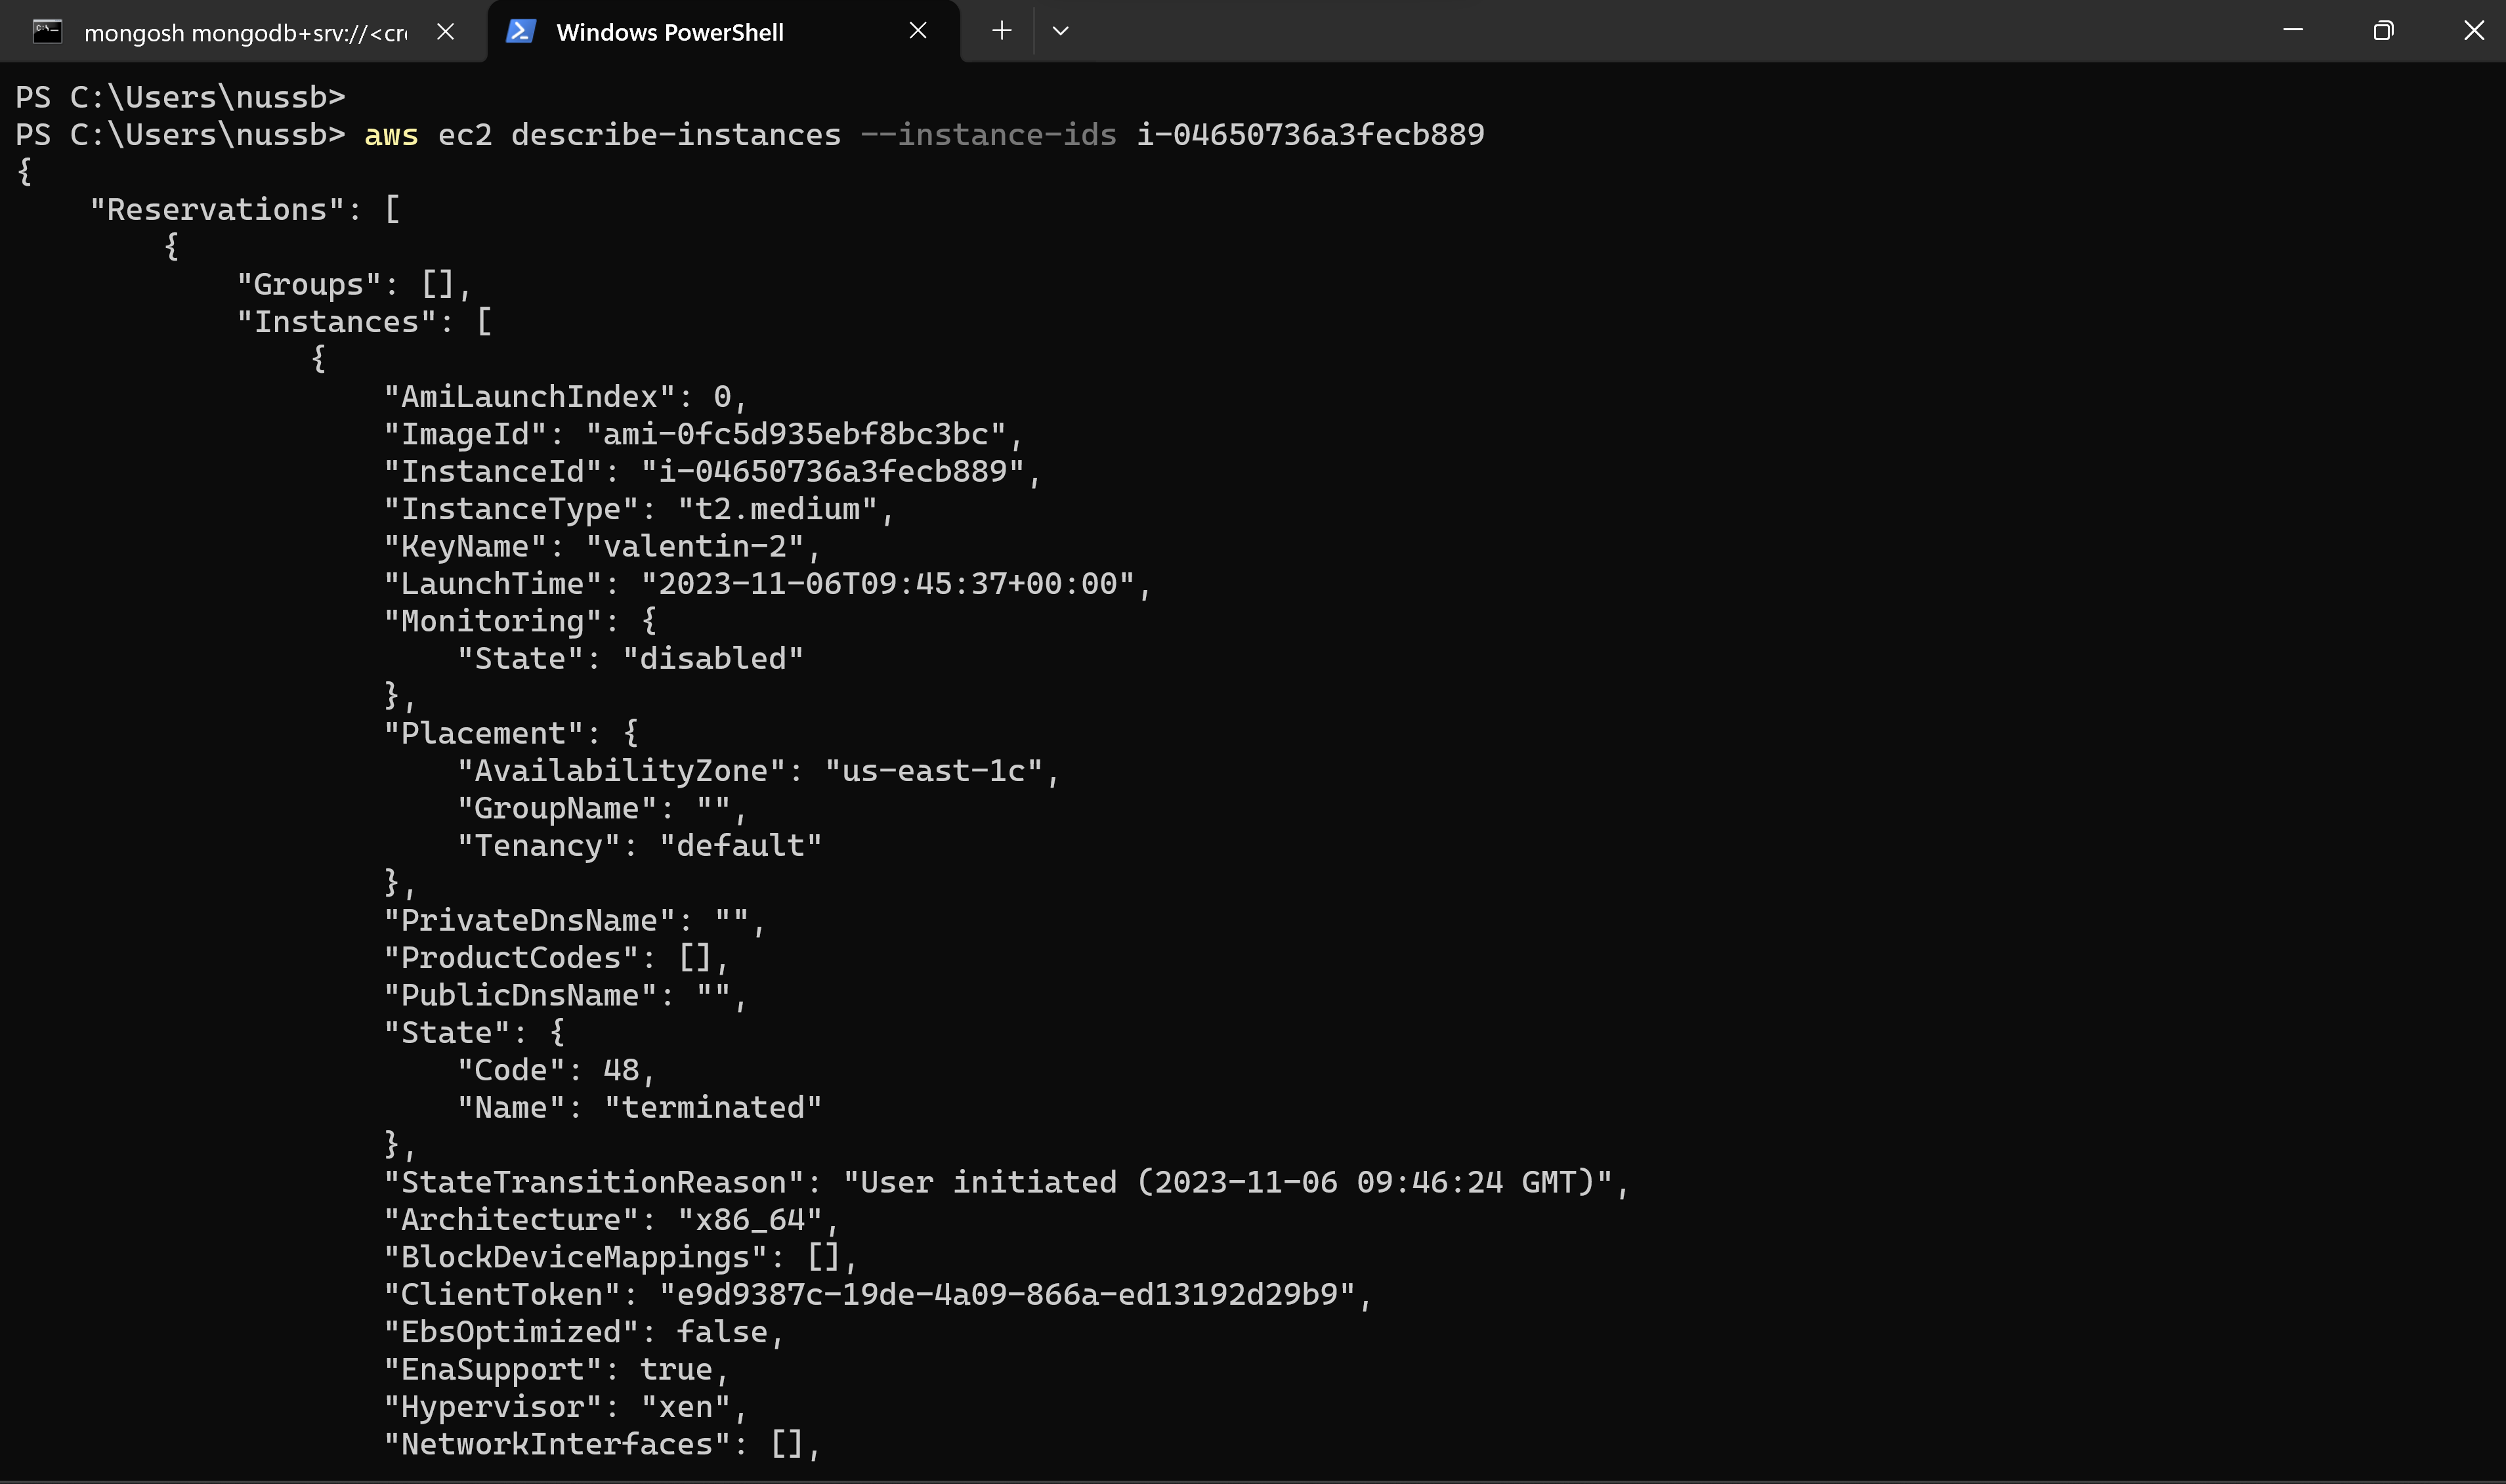 mongosh mongodb+srv://<cr
Windows PowerShell
PS C:\Users\nussb>
PS C:\Users\nussb> aws ec2 describe-instances --instance-ids i-04650736a3fecb889
{
    "Reservations": [
        {
            "Groups": [],
            "Instances": [
                {
                    "AmiLaunchIndex": 0,
                    "ImageId": "ami-0fc5d935ebf8bc3bc",
                    "InstanceId": "i-04650736a3fecb889",
                    "InstanceType": "t2.medium",
                    "KeyName": "valentin-2",
                    "LaunchTime": "2023-11-06T09:45:37+00:00",
                    "Monitoring": {
                        "State": "disabled"
                    },
                    "Placement": {
                        "AvailabilityZone": "us-east-1c",
                        "GroupName": "",
                        "Tenancy": "default"
                    },
                    "PrivateDnsName": "",
                    "ProductCodes": [],
                    "PublicDnsName": "",
                    "State": {
                        "Code": 48,
                        "Name": "terminated"
                    },
                    "StateTransitionReason": "User initiated (2023-11-06 09:46:24 GMT)",
                    "Architecture": "x86_64",
                    "BlockDeviceMappings": [],
                    "ClientToken": "e9d9387c-19de-4a09-866a-ed13192d29b9",
                    "EbsOptimized": false,
                    "EnaSupport": true,
                    "Hypervisor": "xen",
                    "NetworkInterfaces": [],